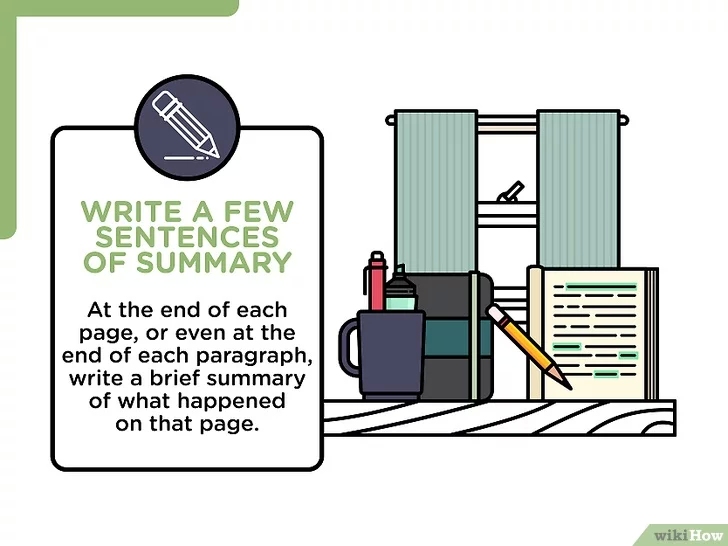 WRITE A FEW
SENTENCES
OF SUMMARY
At the end of each
page, or even at the
end of each paragraph,
write a brief summary
of what happened
on that page.
wikiHow